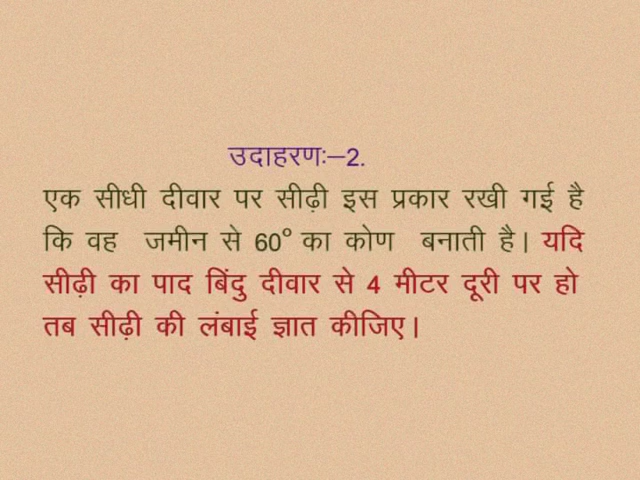 उदाहरणः–2.
एक सीधी दीवार पर सीढ़ी इस प्रकार रखी गई है
कि वह जमीन से 60° का कोण बनाती है। यदि
सीढ़ी का पाद बिंदु दीवार से 4 मीटर दूरी पर हो
तब सीढ़ी की लंबाई ज्ञात कीजिए।